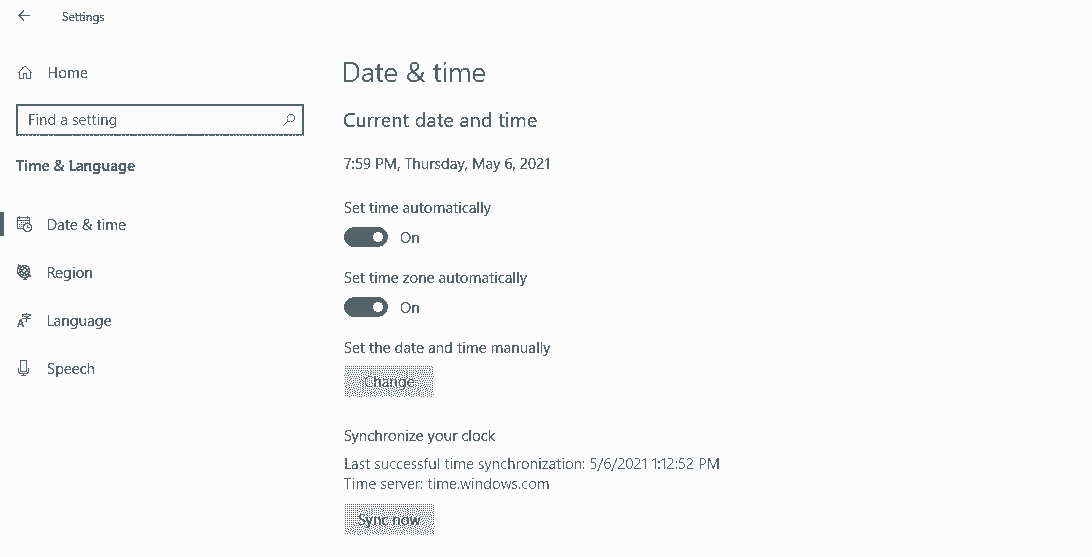 Settings
Home
Find a setting
Time & Language
Date & time
Region
Language
Speech
Date & time
Current date and time
7:59 PM, Thursday, May 6, 2021
Set time automatically
On
Set time zone automatically
On
Set the date and time manually
Change
Synchronize your clock
Last successful time synchronization: 5/6/2021 1:12:52 PM
Time server: time.windows.com
Sync now